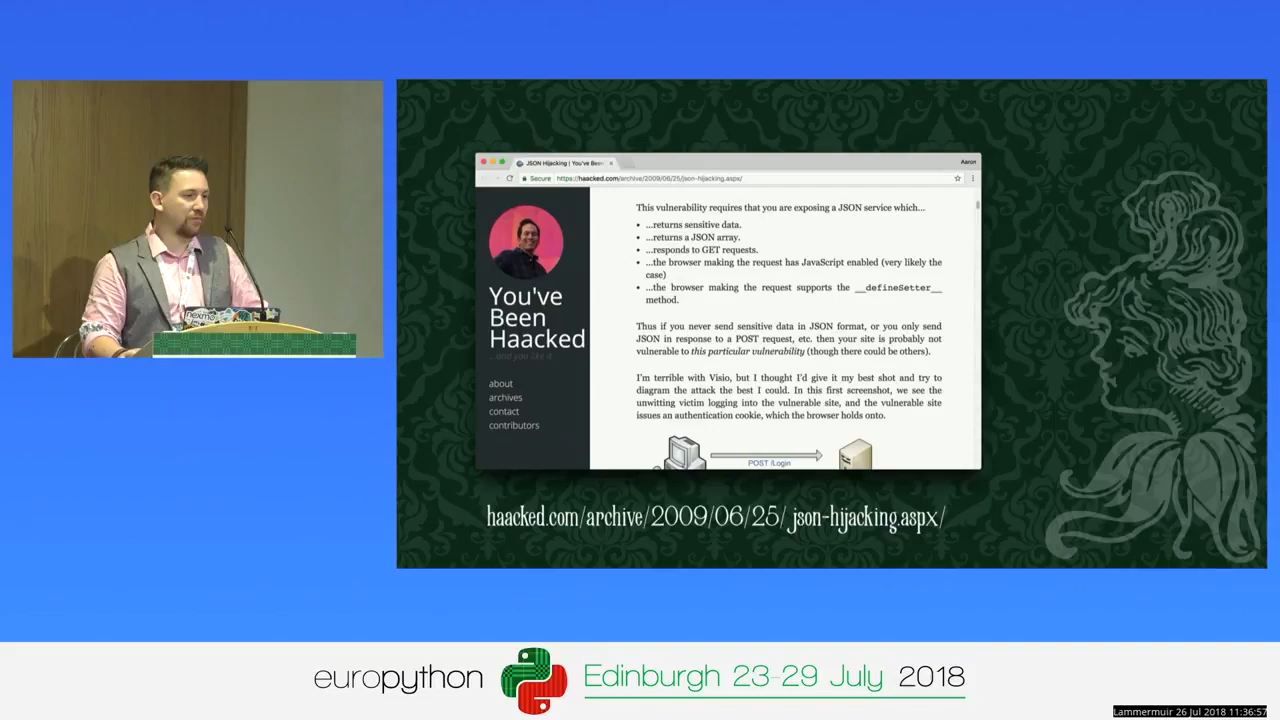 nexmo
JSON Hijacking | You've Been
Aaron
Secure
https://haacked.com/archive/2009/06/25/json-hijacking.aspx/
You've
Been
Haacked
...and you like it
about
archives
contact
contributors
This vulnerability requires that you are exposing a JSON service which...
• ...returns sensitive data.
• ...returns a JSON array.
• ...responds to GET requests.
• ...the browser making the request has JavaScript enabled (very likely the
case)
• ...the browser making the request supports the __defineSetter__
method.
Thus if you never send sensitive data in JSON format, or you only send
JSON in response to a POST request, etc. then your site is probably not
vulnerable to this particular vulnerability (though there could be others).
I'm terrible with Visio, but I thought I'd give it my best shot and try to
diagram the attack the best I could. In this first screenshot, we see the
unwitting victim logging into the vulnerable site, and the vulnerable site
issues an authentication cookie, which the browser holds onto.
POST /Login
haacked.com/archive/2009/06/25/json-hijacking.aspx/
europython
Edinburgh 23-29 July 2018
Lammermuir 26 Jul 2018 11:36:57